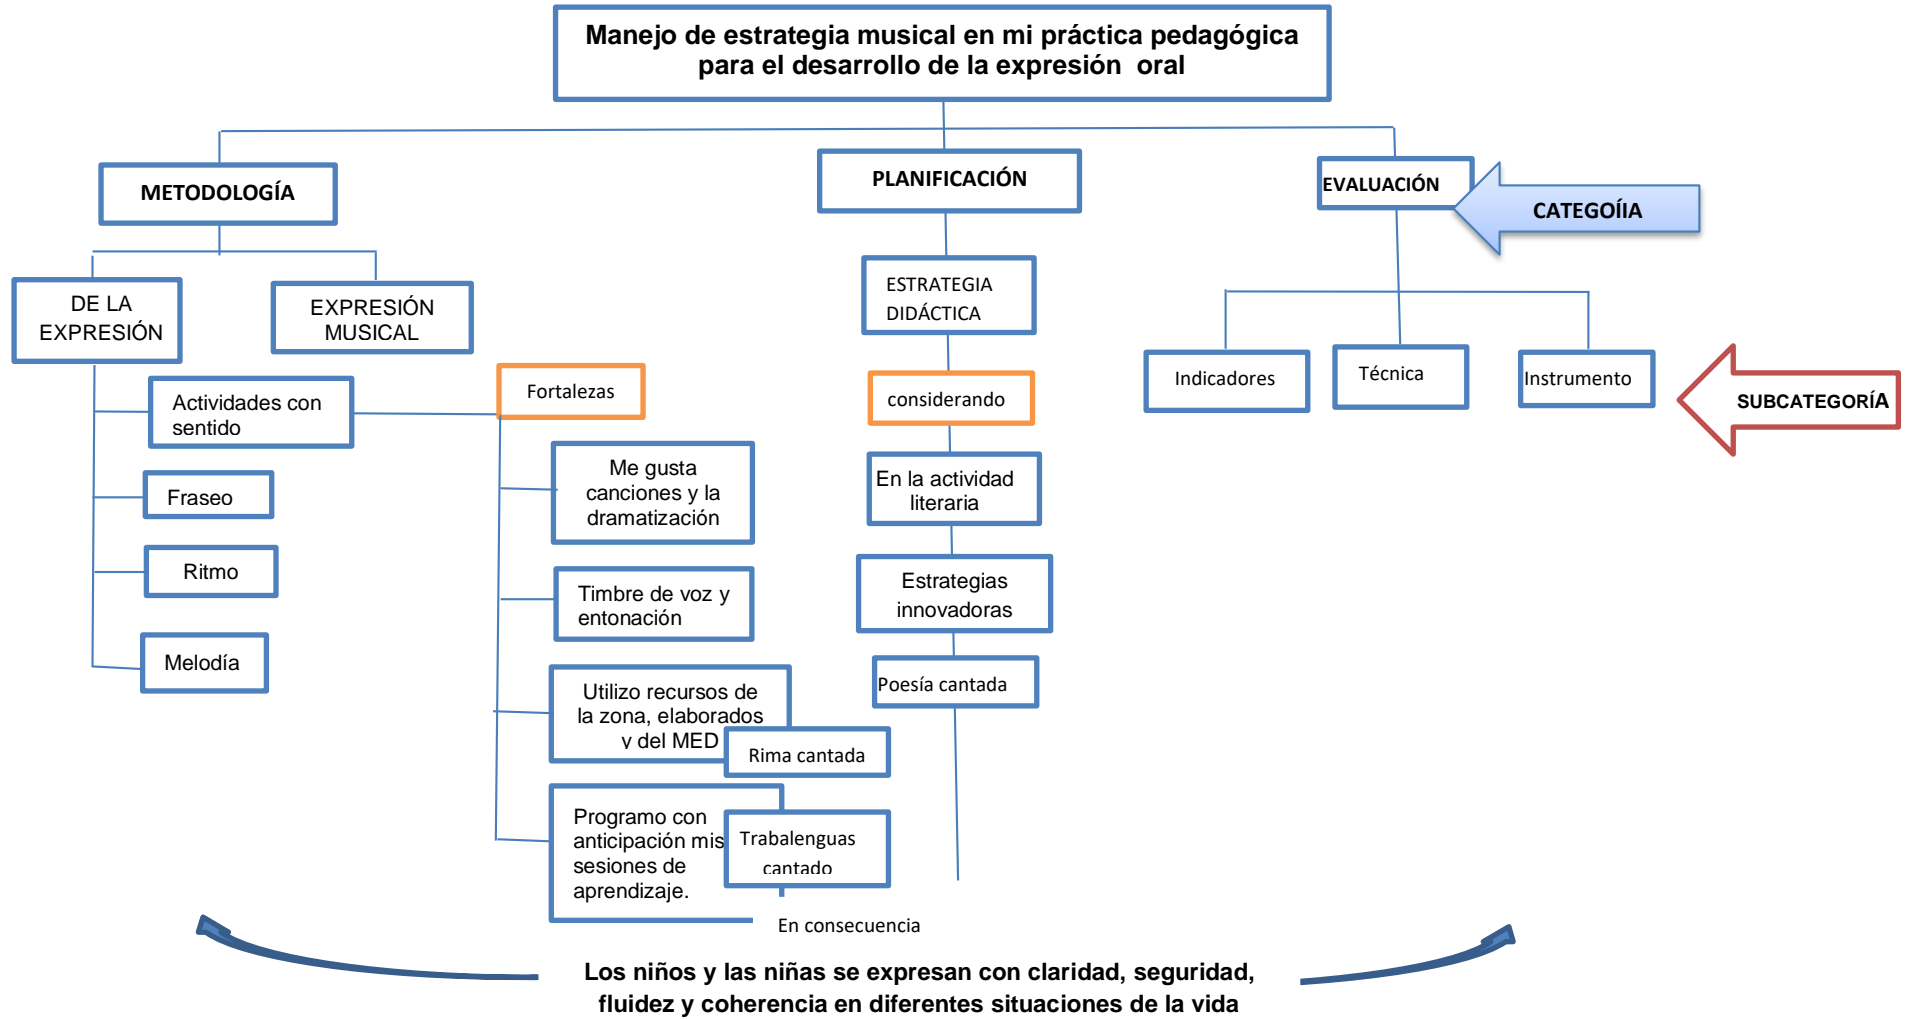 Manejo de estrategia musical en mi práctica pedagógica
para el desarrollo de la expresión oral
METODOLOGÍA
PLANIFICACIÓN
EVALUACIÓN
CATEGOÍIA
DE LA
EXPRESIÓN
EXPRESIÓN
MUSICAL
ESTRATEGIA
DIDÁCTICA
Indicadores
Técnica
Instrumento
SUBCATEGORÍA
Actividades con
sentido
Fraseo
Ritmo
Melodía
Fortalezas
Me gusta
canciones y la
dramatización
Timbre de voz y
entonación
Utilizo recursos de
la zona, elaborados
y del MED
Programo con
anticipación mis
sesiones de
aprendizaje.
considerando
En la actividad
literaria
Estrategias
innovadoras
Poesía cantada
Rima cantada
Trabalenguas
cantado
En consecuencia
Los niños y las niñas se expresan con claridad, seguridad,
fluidez y coherencia en diferentes situaciones de la vida